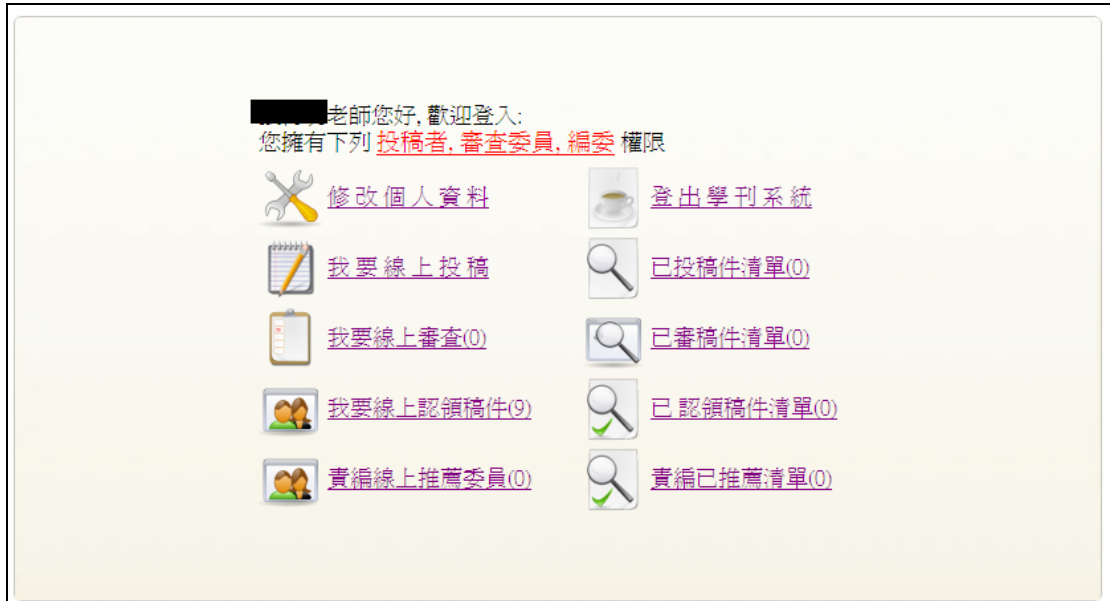 老師您好, 歡迎登入:
您擁有下列 投稿者, 審查委員, 編委 權限
修改個人資料 登出學刊系統
我要線上投稿 已投稿件清單(0)
我要線上審查(0) 已審稿件清單(0)
我要線上認領稿件(9) 已 認領稿件清單(0)
責編線上推薦委員(0) 責編已推薦清單(0)